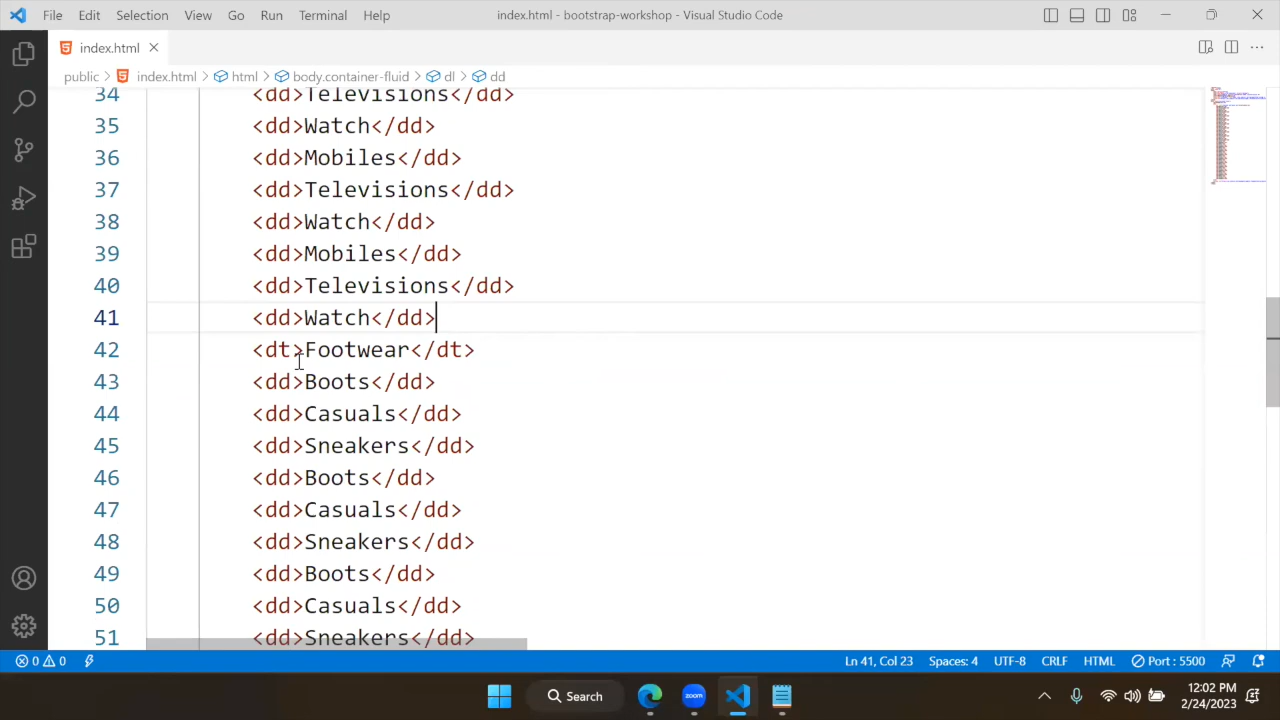 File Edit Selection View Go Run Terminal Help index.html - bootstrap-workshop - Visual Studio Code
index.html
public > index.html > html > body.container-fluid > dl > dd
34 <dd>Televisions</dd>
35 <dd>Watch</dd>
36 <dd>Mobiles</dd>
37 <dd>Televisions</dd>
38 <dd>Watch</dd>
39 <dd>Mobiles</dd>
40 <dd>Televisions</dd>
41 <dd>Watch</dd>
42 <dt>Footwear</dt>
43 <dd>Boots</dd>
44 <dd>Casuals</dd>
45 <dd>Sneakers</dd>
46 <dd>Boots</dd>
47 <dd>Casuals</dd>
48 <dd>Sneakers</dd>
49 <dd>Boots</dd>
50 <dd>Casuals</dd>
51 <dd>Sneakers</dd>
0 0 Ln 41, Col 23 Spaces: 4 UTF-8 CRLF HTML Port : 5500
Search zoom 12:02 PM
2/24/2023